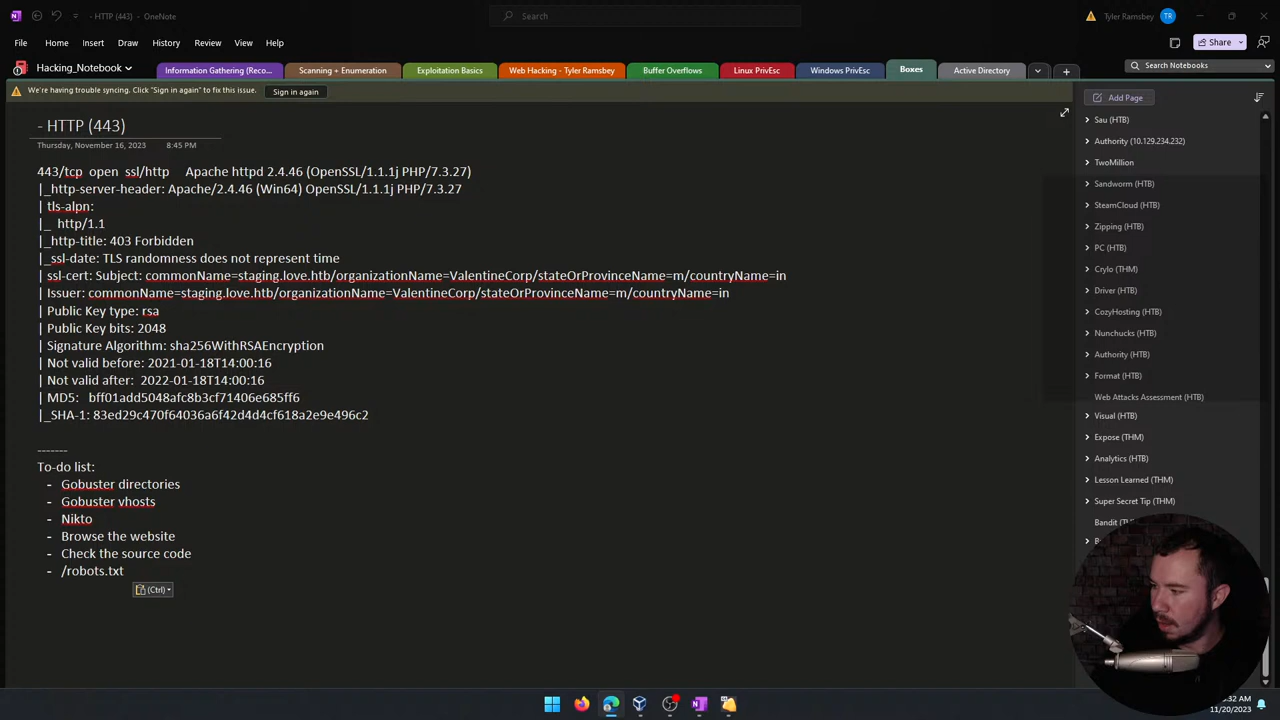 - HTTP (443) - OneNote
Search
Tyler Ramsbey TR
File Home Insert Draw History Review View Help
Share
Hacking_Notebook
Information Gathering (Reco...
Scanning + Enumeration
Exploitation Basics
Web Hacking - Tyler Ramsbey
Buffer Overflows
Linux PrivEsc
Windows PrivEsc
Boxes
Active Directory
Search Notebooks
We're having trouble syncing. Click "Sign in again" to fix this issue.
Sign in again
- HTTP (443)
Thursday, November 16, 2023 8:45 PM
443/tcp open ssl/http Apache httpd 2.4.46 (OpenSSL/1.1.1j PHP/7.3.27)
|_http-server-header: Apache/2.4.46 (Win64) OpenSSL/1.1.1j PHP/7.3.27
| tls-alpn:
|_ http/1.1
|_http-title: 403 Forbidden
|_ssl-date: TLS randomness does not represent time
| ssl-cert: Subject: commonName=staging.love.htb/organizationName=ValentineCorp/stateOrProvinceName=m/countryName=in
| Issuer: commonName=staging.love.htb/organizationName=ValentineCorp/stateOrProvinceName=m/countryName=in
| Public Key type: rsa
| Public Key bits: 2048
| Signature Algorithm: sha256WithRSAEncryption
| Not valid before: 2021-01-18T14:00:16
| Not valid after: 2022-01-18T14:00:16
| MD5: bff01add5048afc8b3cf71406e685ff6
|_SHA-1: 83ed29c470f64036a6f42d4d4cf618a2e9e496c2
-------
To-do list:
- Gobuster directories
- Gobuster vhosts
- Nikto
- Browse the website
- Check the source code
- /robots.txt
(Ctrl)
Add Page
Sau (HTB)
Authority (10.129.234.232)
TwoMillion
Sandworm (HTB)
SteamCloud (HTB)
Zipping (HTB)
PC (HTB)
Crylo (THM)
Driver (HTB)
CozyHosting (HTB)
Nunchucks (HTB)
Authority (HTB)
Format (HTB)
Web Attacks Assessment (HTB)
Visual (HTB)
Expose (THM)
Analytics (HTB)
Lesson Learned (THM)
Super Secret Tip (THM)
Bandit
11/20/2023